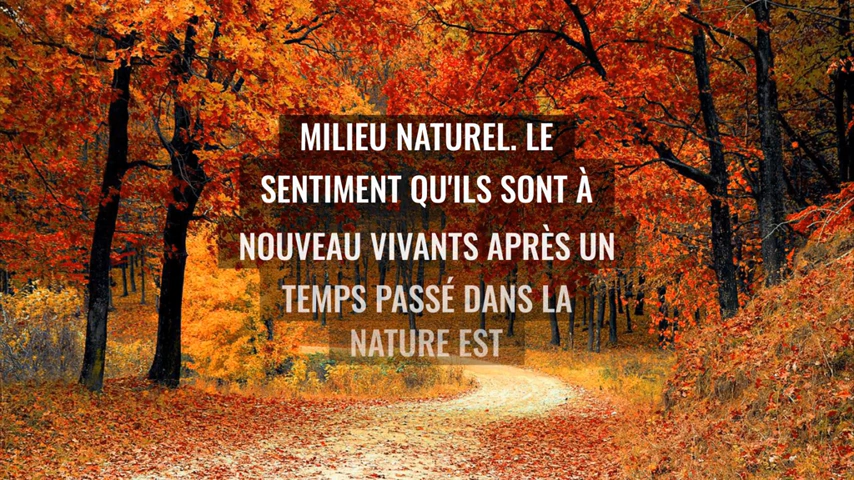 MILIEU NATUREL. LE
SENTIMENT QU'ILS SONT À
NOUVEAU VIVANTS APRÈS UN
TEMPS PASSÉ DANS LA
NATURE EST